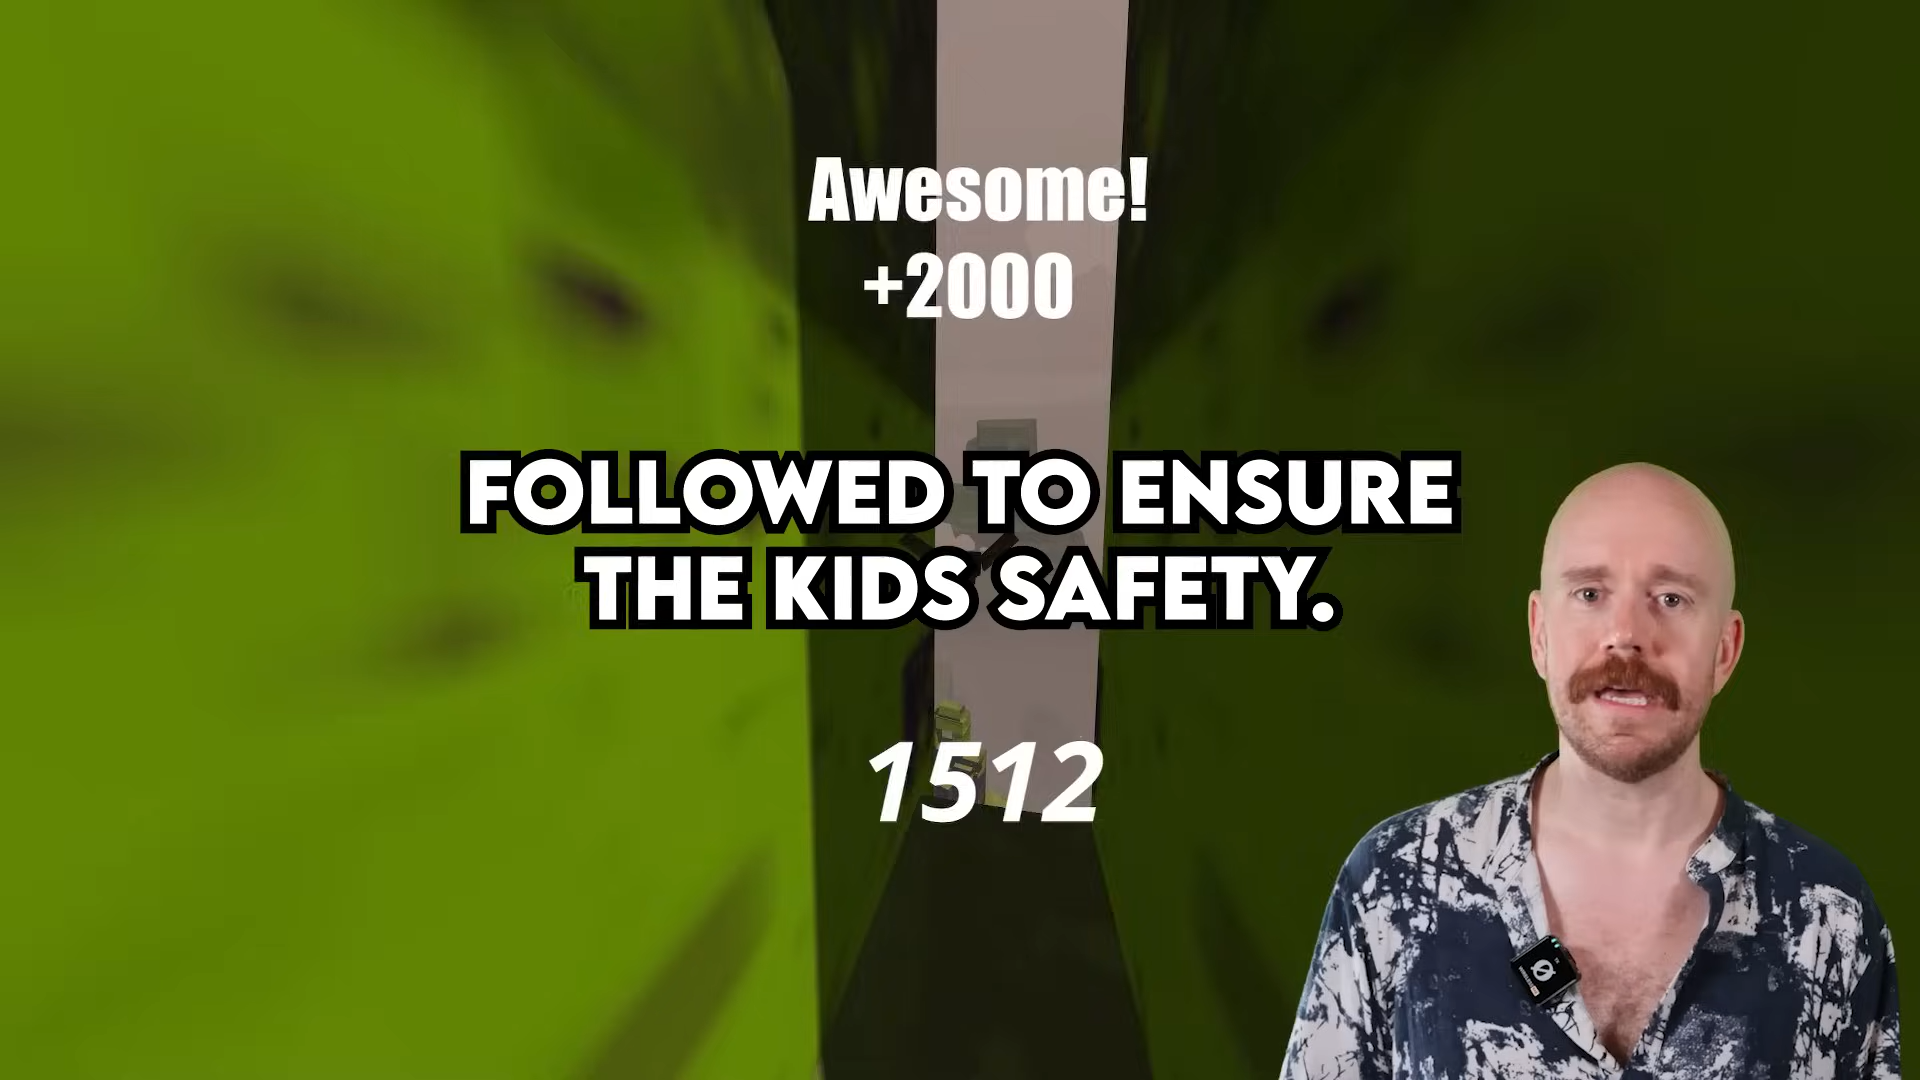 Awesome!
+2000
FOLLOWED TO ENSURE
THE KIDS SAFETY.
1512